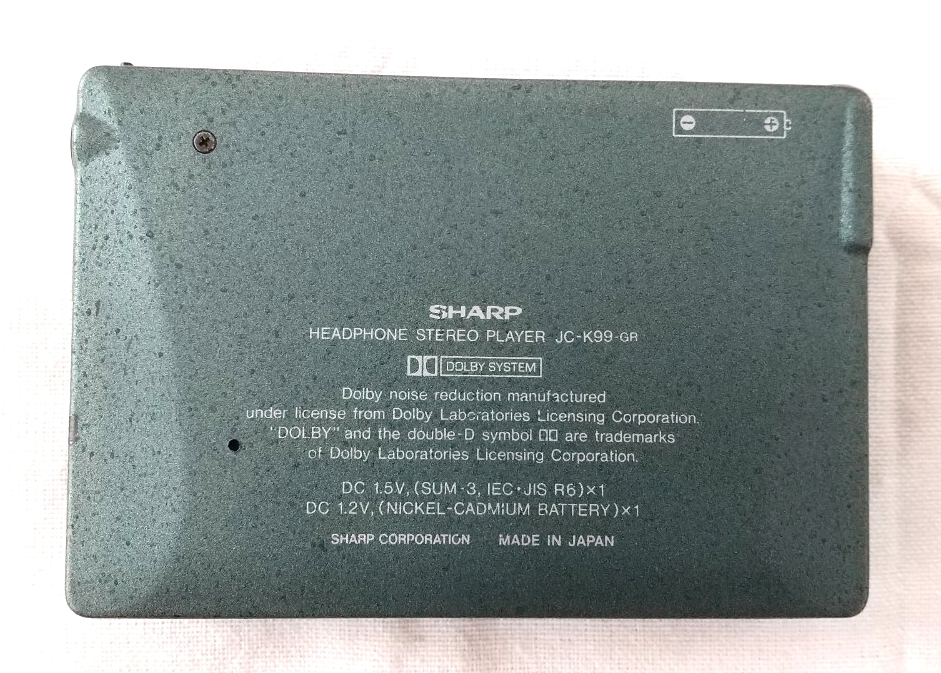 SHARP
HEADPHONE STEREO PLAYER JC-K99-GR
DOLBY SYSTEM
Dolby noise reduction manufactured
under license from Dolby Laboratories Licensing Corporation.
"DOLBY" and the double-D symbol are trademarks
of Dolby Laboratories Licensing Corporation.
DC 1.5V, (SUM-3, IEC・JIS R6)×1
DC 1.2V, (NICKEL-CADMIUM BATTERY)×1
SHARP CORPORATION MADE IN JAPAN